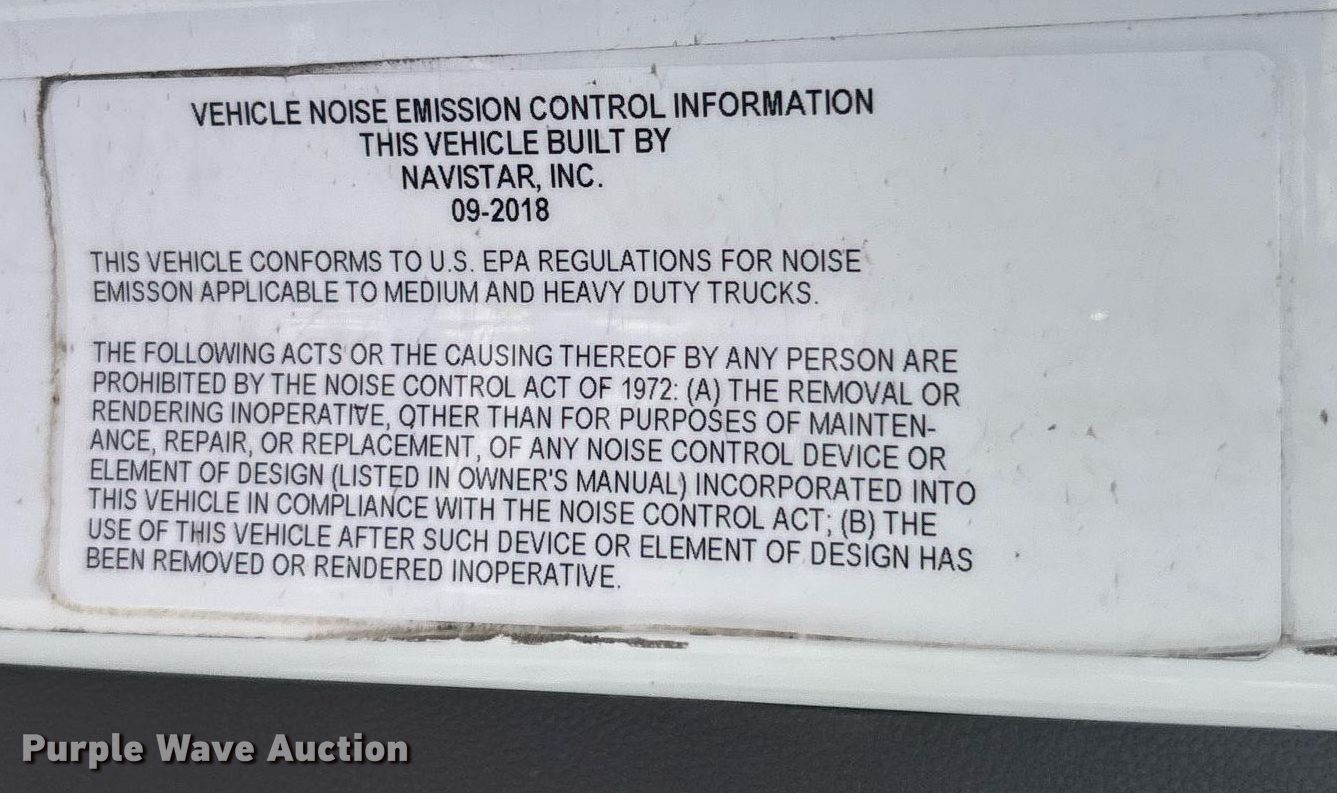 VEHICLE NOISE EMISSION CONTROL INFORMATION
THIS VEHICLE BUILT BY
NAVISTAR, INC.
09-2018
THIS VEHICLE CONFORMS TO U.S. EPA REGULATIONS FOR NOISE
EMISSON APPLICABLE TO MEDIUM AND HEAVY DUTY TRUCKS.
THE FOLLOWING ACTS OR THE CAUSING THEREOF BY ANY PERSON ARE
PROHIBITED BY THE NOISE CONTROL ACT OF 1972: (A) THE REMOVAL OR
RENDERING INOPERATIVE, OTHER THAN FOR PURPOSES OF MAINTEN-
ANCE, REPAIR, OR REPLACEMENT, OF ANY NOISE CONTROL DEVICE OR
ELEMENT OF DESIGN (LISTED IN OWNER'S MANUAL) INCORPORATED INTO
THIS VEHICLE IN COMPLIANCE WITH THE NOISE CONTROL ACT; (B) THE
USE OF THIS VEHICLE AFTER SUCH DEVICE OR ELEMENT OF DESIGN HAS
BEEN REMOVED OR RENDERED INOPERATIVE.
Purple Wave Auction